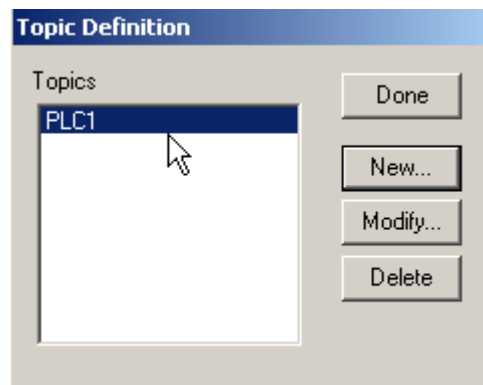 Topic Definition
Topics
PLC1
Done
New...
Modify...
Delete